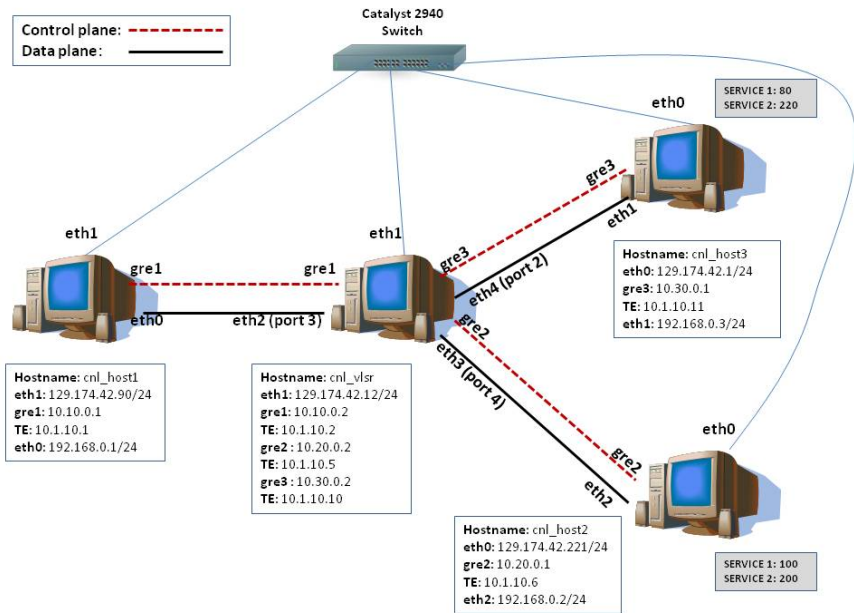 Catalyst 2940
Switch
Control plane:
Data plane:
SERVICE 1: 80
SERVICE 2: 220
eth0
gre3
eth1
eth1
eth1
gre1
gre1
gre3
eth4 (port 2)
eth0
eth2 (port 3)
gre2
eth3 (port 4)
Hostname: cnl_host3
eth0: 129.174.42.1/24
gre3: 10.30.0.1
TE: 10.1.10.11
eth1: 192.168.0.3/24
Hostname: cnl_host1
eth1: 129.174.42.90/24
gre1: 10.10.0.1
TE: 10.1.10.1
eth0: 192.168.0.1/24
Hostname: cnl_vlsr
eth1: 129.174.42.12/24
gre1: 10.10.0.2
TE: 10.1.10.2
gre2: 10.20.0.2
TE: 10.1.10.5
gre3: 10.30.0.2
TE: 10.1.10.10
eth0
gre2
eth2
Hostname: cnl_host2
eth0: 129.174.42.221/24
gre2: 10.20.0.1
TE: 10.1.10.6
eth2: 192.168.0.2/24
SERVICE 1: 100
SERVICE 2: 200